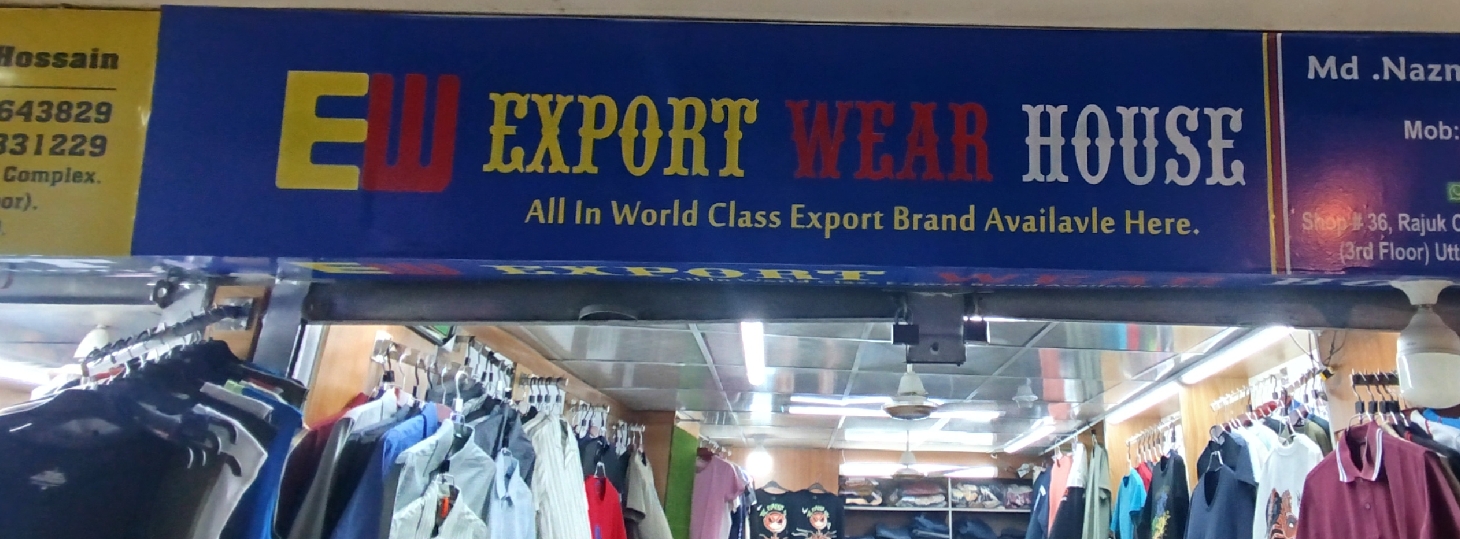 Hossain
643829
331229
Complex.
EW EXPORT WEAR HOUSE
All In World Class Export Brand Availavle Here.
Md .Nazm
Mob:
Shop # 36, Rajuk C
(3rd Floor) Utt